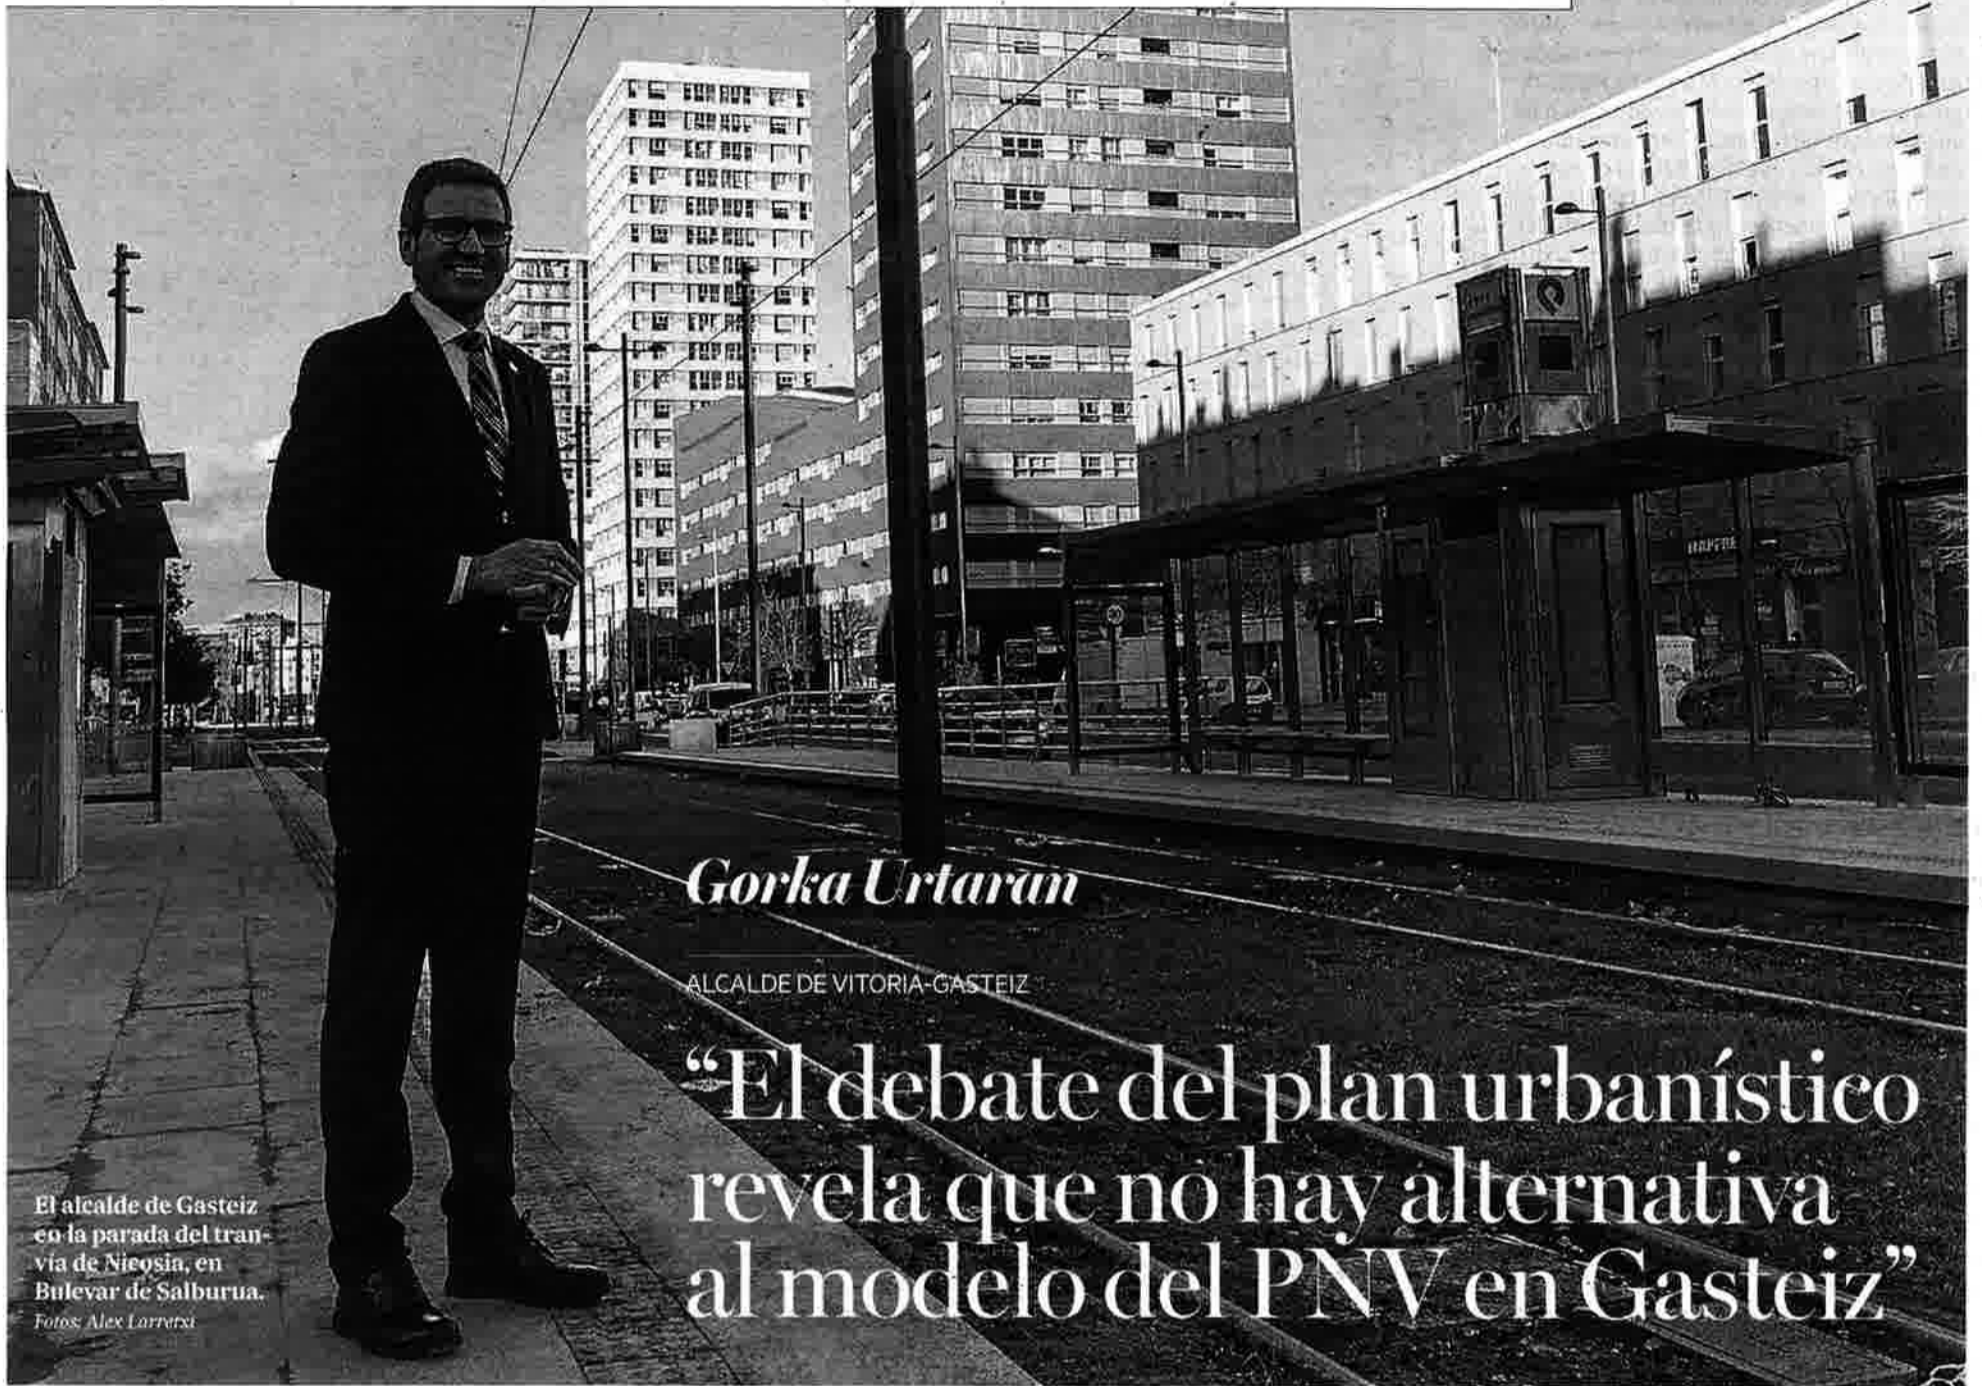 Gorka Urtaran
ALCALDE DE VITORIA-GASTEIZ
“El debate del plan urbanístico
revela que no hay alternativa
al modelo del PNV en Gasteiz”
El alcalde de Gasteiz
en la parada del tran-
vía de Nicosia, en
Bulevar de Salburua.
Fotos: Alex Larretxi
MAPFRE